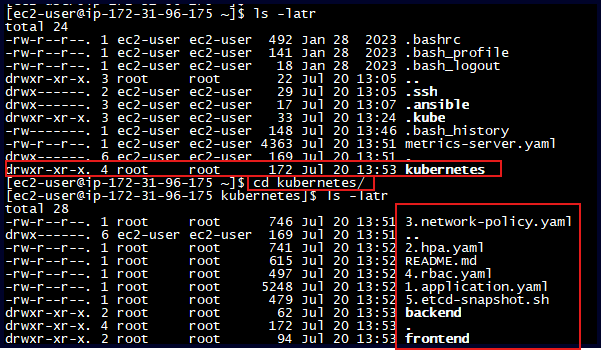 [ec2-user@ip-172-31-96-175 ~]$ ls -latr
total 24
-rw-r--r--. 1 ec2-user ec2-user  492 Jan 28  2023 .bashrc
-rw-r--r--. 1 ec2-user ec2-user  141 Jan 28  2023 .bash_profile
-rw-r--r--. 1 ec2-user ec2-user   18 Jan 28  2023 .bash_logout
drwxr-xr-x. 3 root     root       22 Jul 20 13:05 ..
drwx------. 2 ec2-user ec2-user   29 Jul 20 13:05 .ssh
drwx------. 3 ec2-user ec2-user   17 Jul 20 13:07 .ansible
drwxr-xr-x. 3 ec2-user ec2-user   33 Jul 20 13:24 .kube
-rw-------. 1 ec2-user ec2-user  148 Jul 20 13:46 .bash_history
-rw-r--r--. 1 ec2-user ec2-user 4363 Jul 20 13:51 metrics-server.yaml
drwx------. 6 ec2-user ec2-user  169 Jul 20 13:51 .
drwxr-xr-x. 4 root     root      172 Jul 20 13:53 kubernetes
[ec2-user@ip-172-31-96-175 ~]$ cd kubernetes/
[ec2-user@ip-172-31-96-175 kubernetes]$ ls -latr
total 28
-rw-r--r--. 1 root     root      746 Jul 20 13:51 3.network-policy.yaml
drwx------. 6 ec2-user ec2-user  169 Jul 20 13:51 ..
-rw-r--r--. 1 root     root      741 Jul 20 13:52 2.hpa.yaml
-rw-r--r--. 1 root     root      615 Jul 20 13:52 README.md
-rw-r--r--. 1 root     root      497 Jul 20 13:52 4.rbac.yaml
-rw-r--r--. 1 root     root     5248 Jul 20 13:52 1.application.yaml
-rw-r--r--. 1 root     root      479 Jul 20 13:52 5.etcd-snapshot.sh
drwxr-xr-x. 2 root     root       62 Jul 20 13:53 backend
drwxr-xr-x. 4 root     root      172 Jul 20 13:53 .
drwxr-xr-x. 2 root     root       94 Jul 20 13:53 frontend